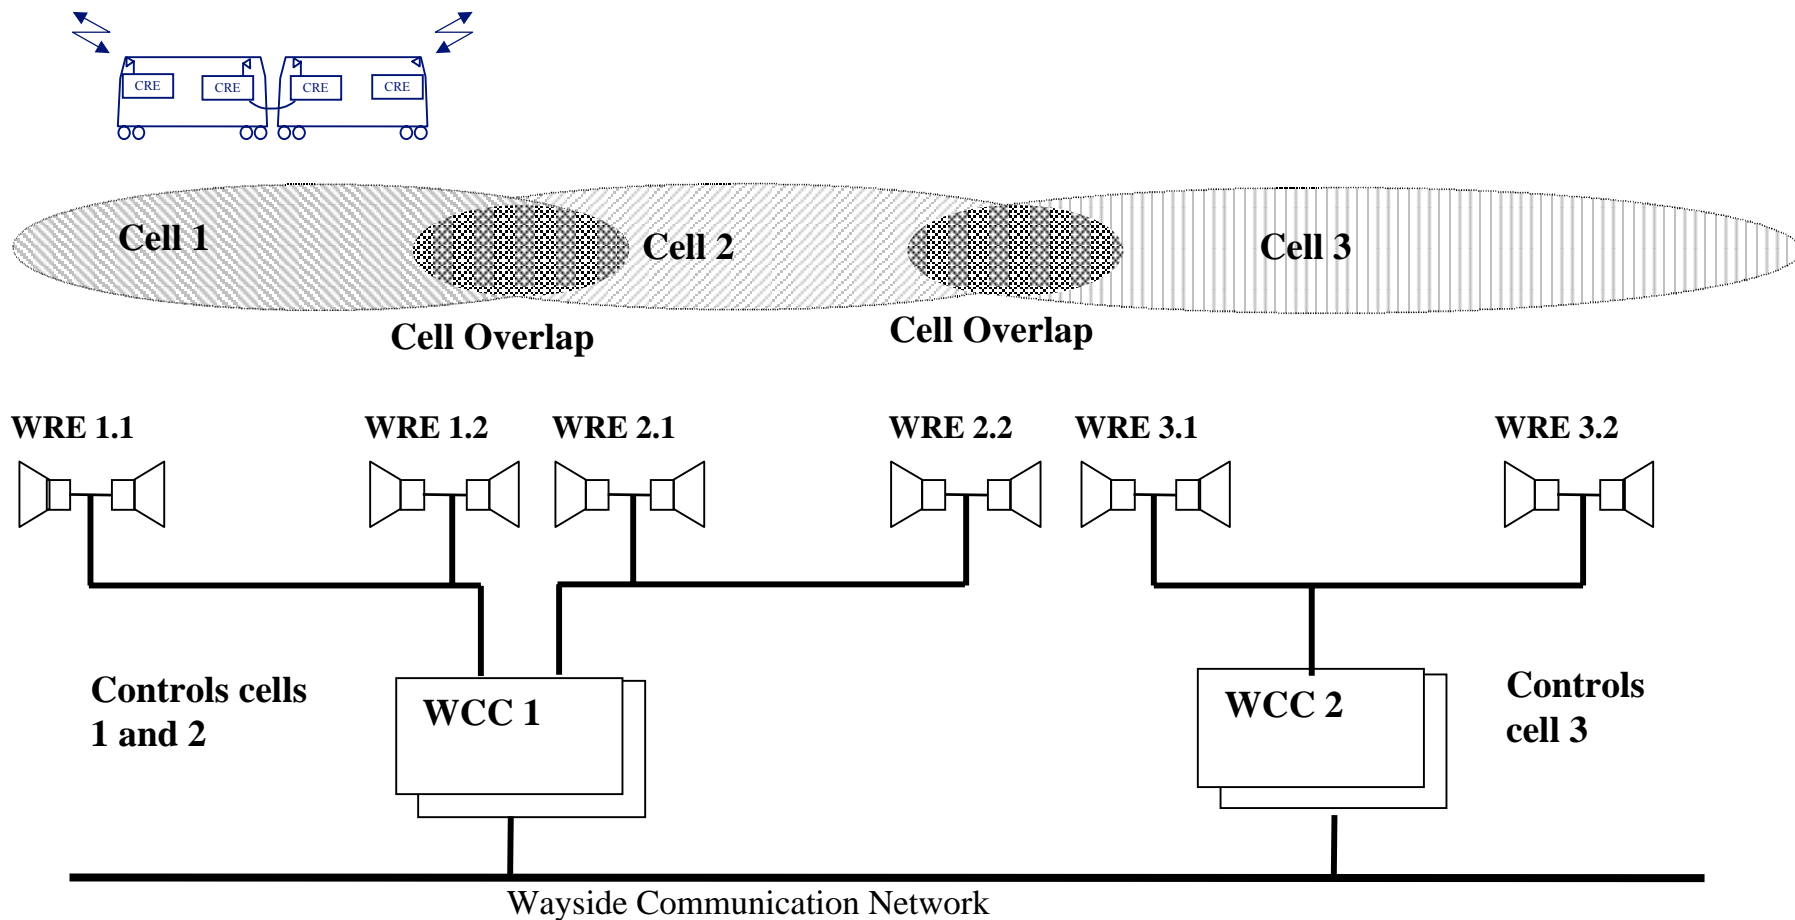 CRE
CRE
CRE
CRE
Cell 1
Cell 2
Cell 3
Cell Overlap
Cell Overlap
WRE 1.1
WRE 1.2
WRE 2.1
WRE 2.2
WRE 3.1
WRE 3.2
Controls cells
1 and 2
WCC 1
WCC 2
Controls
cell 3
Wayside Communication Network